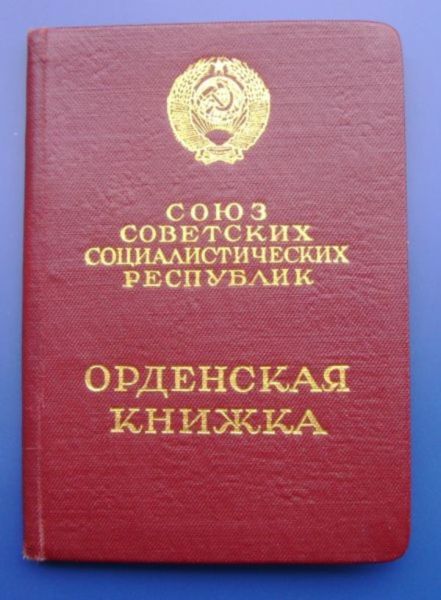 СОЮЗ
СОВЕТСКИХ
СОЦИАЛИСТИЧЕСКИХ
РЕСПУБЛИК
ОРДЕНСКАЯ
КНИЖКА